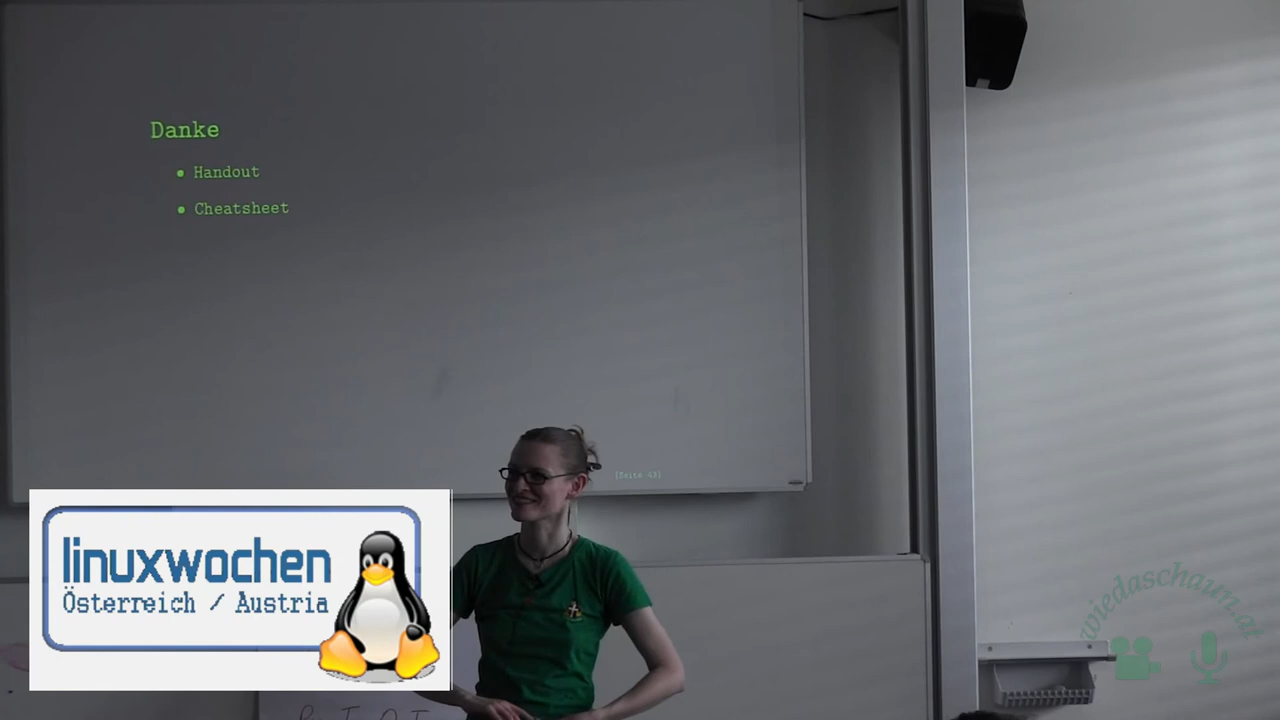 Danke
Handout
Cheatsheet
[Seite 43]
linuxwochen
Österreich / Austria
wiedaschaun.at